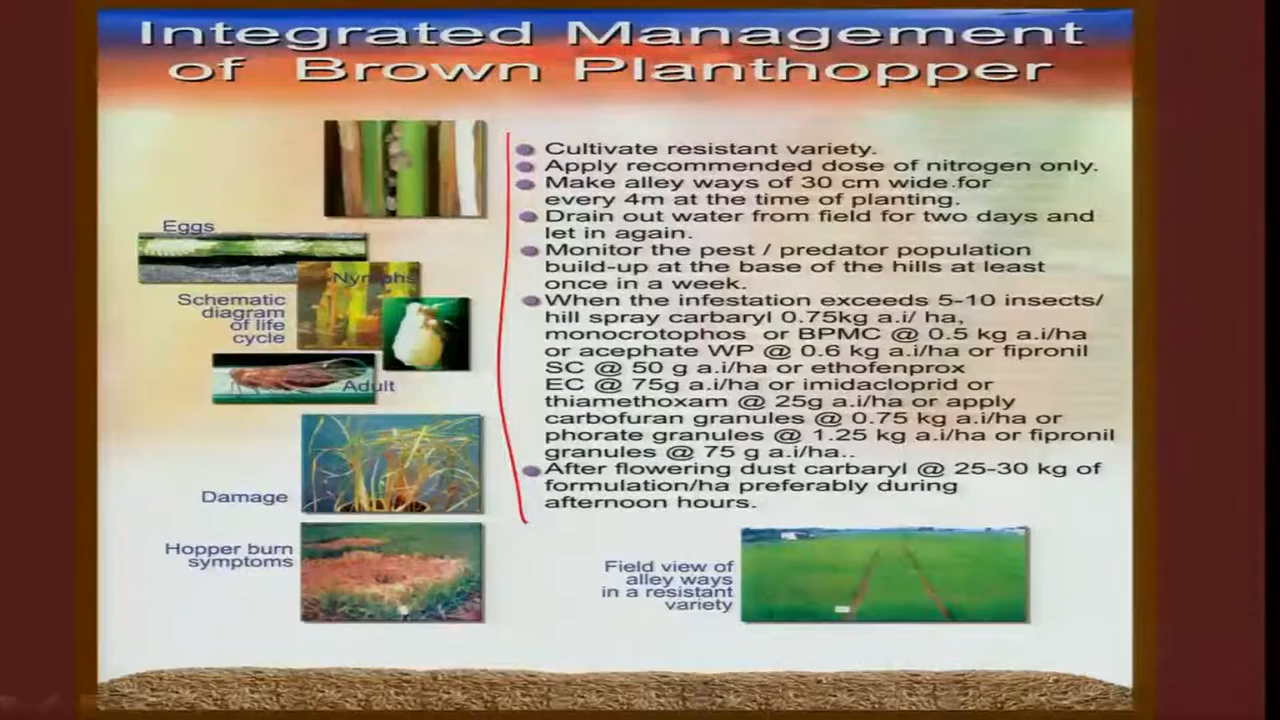 Integrated Management
of Brown Planthopper
Eggs
Nymphs
Schematic
diagram
of life
cycle
Adult
Damage
Hopper burn
symptoms
Cultivate resistant variety.
Apply recommended dose of nitrogen only.
Make alley ways of 30 cm wide for
every 4m at the time of planting.
Drain out water from field for two days and
let in again.
Monitor the pest / predator population
build-up at the base of the hills at least
once in a week.
When the infestation exceeds 5-10 insects/
hill spray carbaryl 0.75kg a.i/ ha,
monocrotophos or BPMC @ 0.5 kg a.i/ha
or acephate WP @ 0.6 kg a.i/ha or fipronil
SC @ 50 g a.i/ha or ethofenprox
EC @ 75g a.i/ha or imidacloprid or
thiamethoxam @ 25g a.i/ha or apply
carbofuran granules @ 0.75 kg a.i/ha or
phorate granules @ 1.25 kg a.i/ha or fipronil
granules @ 75 g a.i/ha..
After flowering dust carbaryl @ 25-30 kg of
formulation/ha preferably during
afternoon hours.
Field view of
alley ways
in a resistant
variety